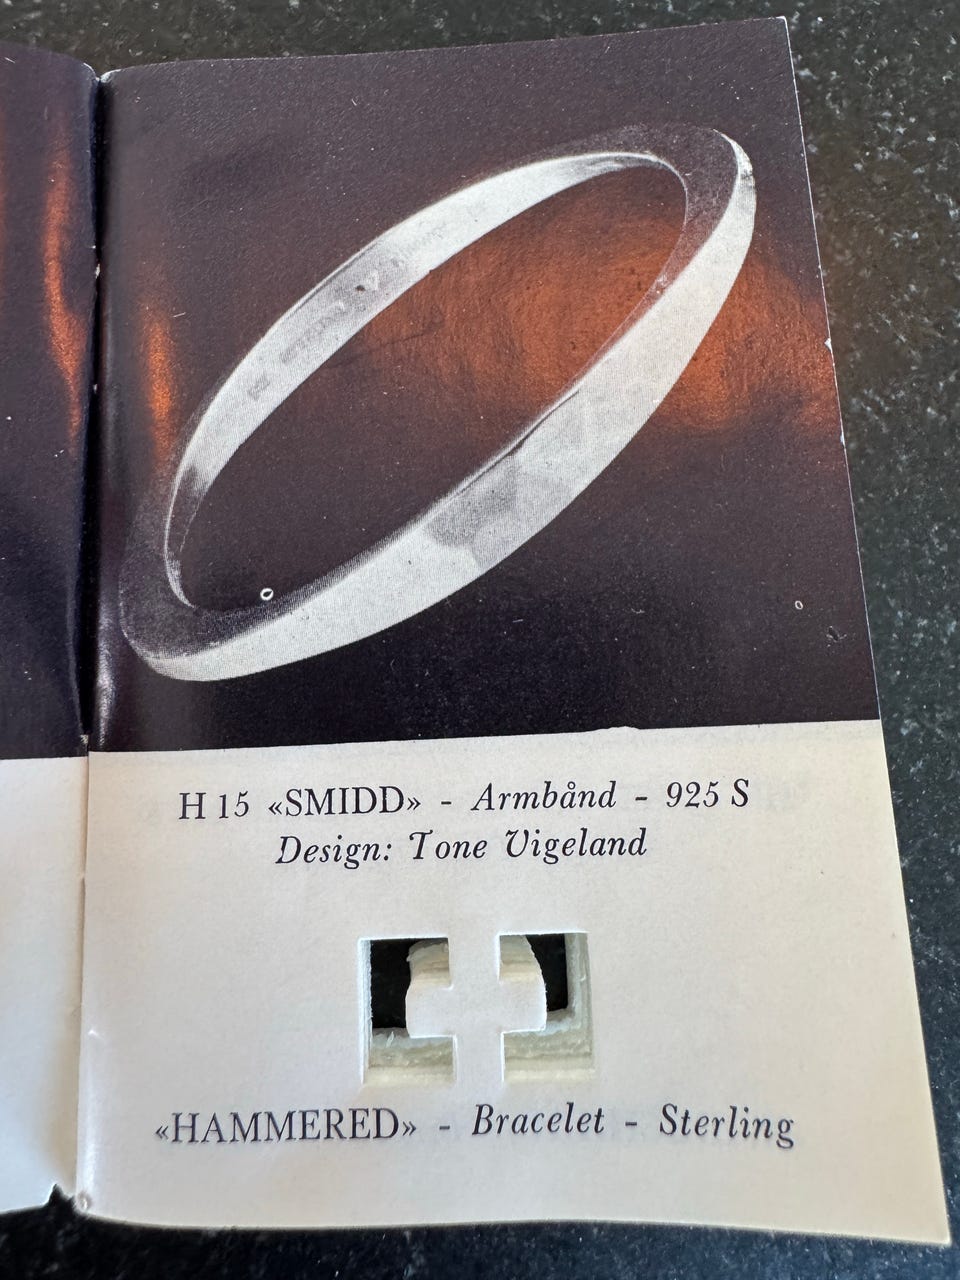 H 15 «SMIDD» - Armbånd - 925 S
Design: Tone Vigeland
«HAMMERED» - Bracelet - Sterling